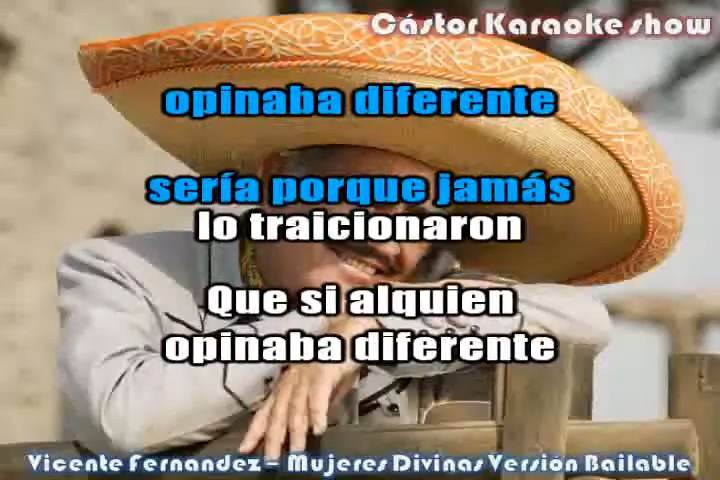 Cástor Karaoke show
opinaba diferente
sería porque jamás
lo traicionaron
Que si alquien
opinaba diferente
Vicente Fernandez – Mujeres Divinas Versión Bailable